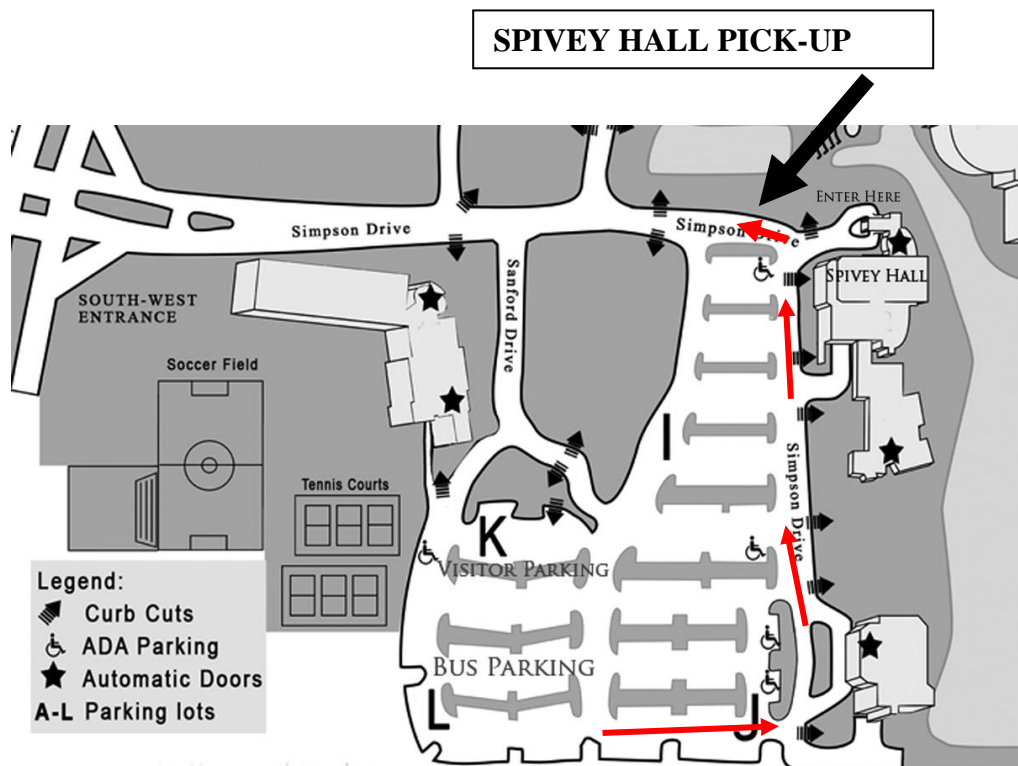 SPIVEY HALL PICK-UP
ENTER HERE
Simpson Drive
Simpson Drive
SPIVEY HALL
SOUTH-WEST
ENTRANCE
Sanford Drive
Soccer Field
I
Simpson Drive
Tennis Courts
K
VISITOR PARKING
Legend:
Curb Cuts
ADA Parking
Automatic Doors
A-L Parking lots
BUS PARKING
L
J